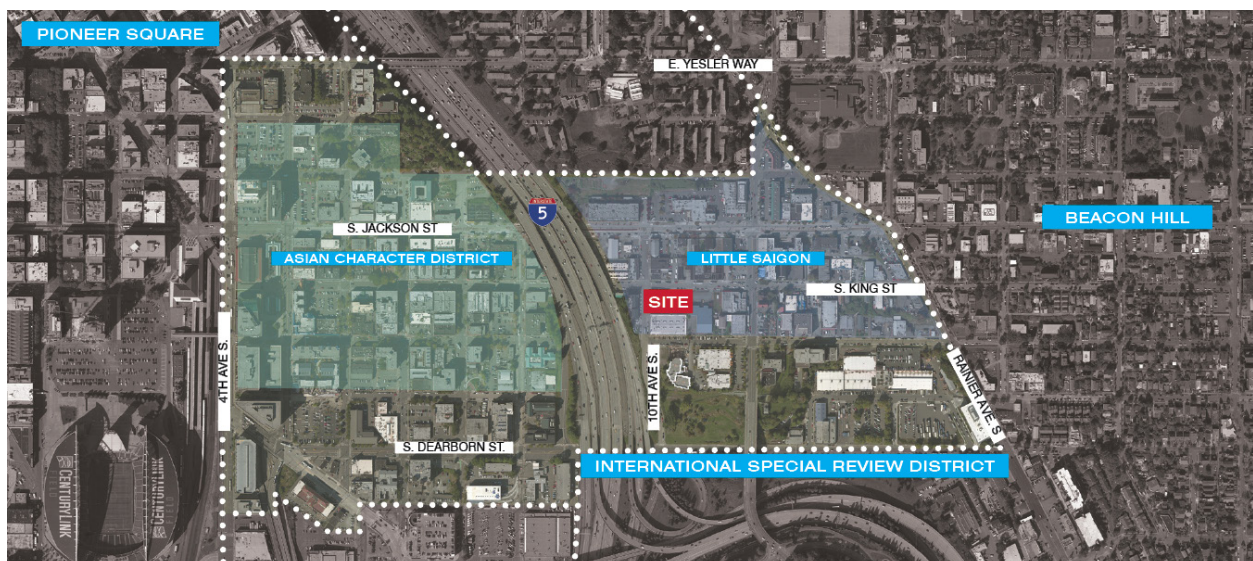 PIONEER SQUARE
E. YESLER WAY
5
BEACON HILL
S. JACKSON ST
ASIAN CHARACTER DISTRICT
LITTLE SAIGON
S. KING ST
SITE
4TH AVE S.
10TH AVE S.
RAINIER AVE. S
S. DEARBORN ST.
INTERNATIONAL SPECIAL REVIEW DISTRICT
CENTURYLINK
CENTURYLINK